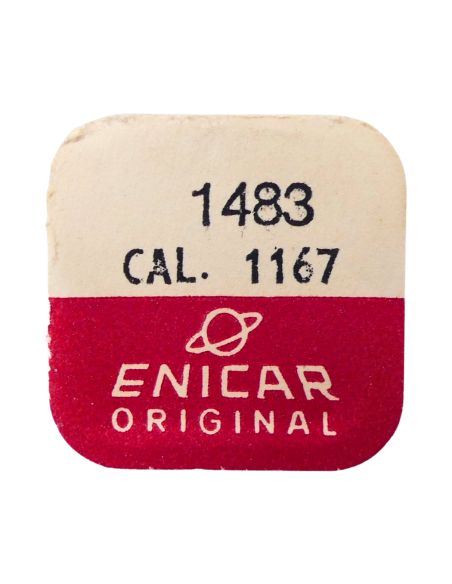 1483
CAL. 1167
ENICAR
ORIGINAL